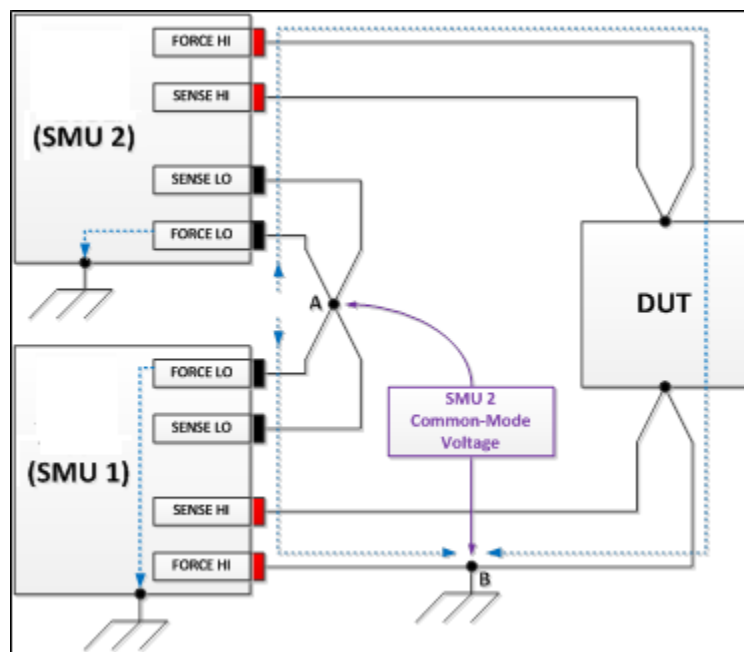 FORCE HI
SENSE HI
(SMU 2)
SENSE LO
FORCE LO
A
DUT
FORCE LO
SMU 2
Common-Mode
Voltage
SENSE LO
(SMU 1)
SENSE HI
FORCE HI
B